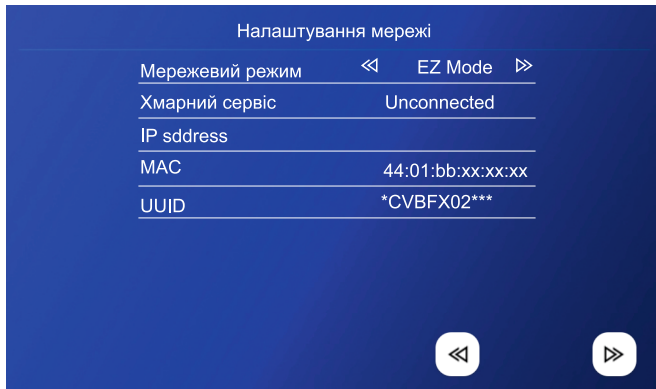 Налаштування мережі
Мережевий режим EZ Mode
Хмарний сервіс Unconnected
IP sddress
MAC 44:01:bb:xx:xx:xx
UUID *CVBFX02***